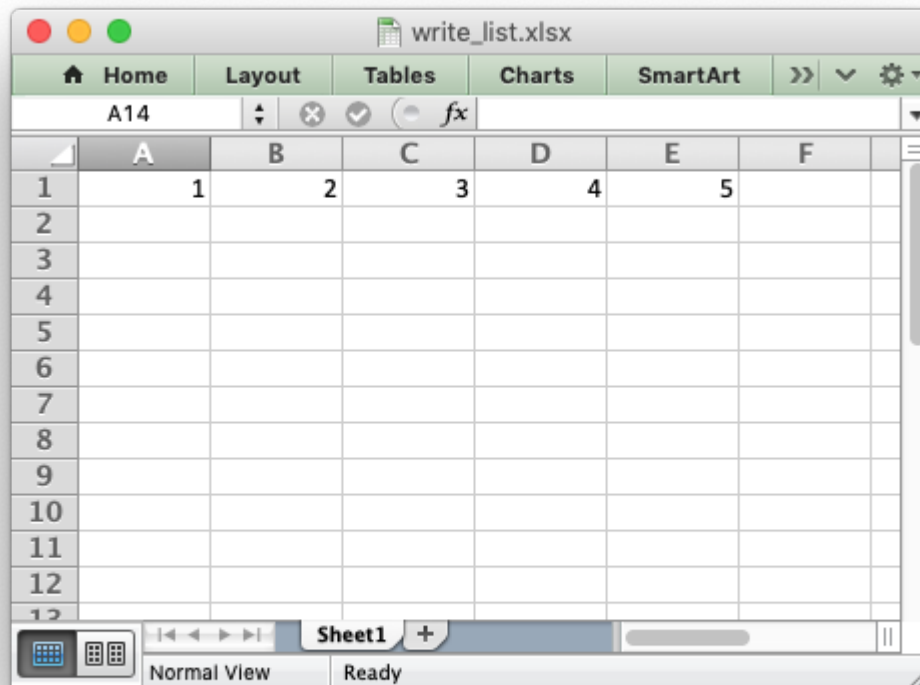 write_list.xlsx
Home Layout Tables Charts SmartArt
A14 fx
A B C D E F
1 1 2 3 4 5
2
3
4
5
6
7
8
9
10
11
12
13
Sheet1 +
Normal View Ready